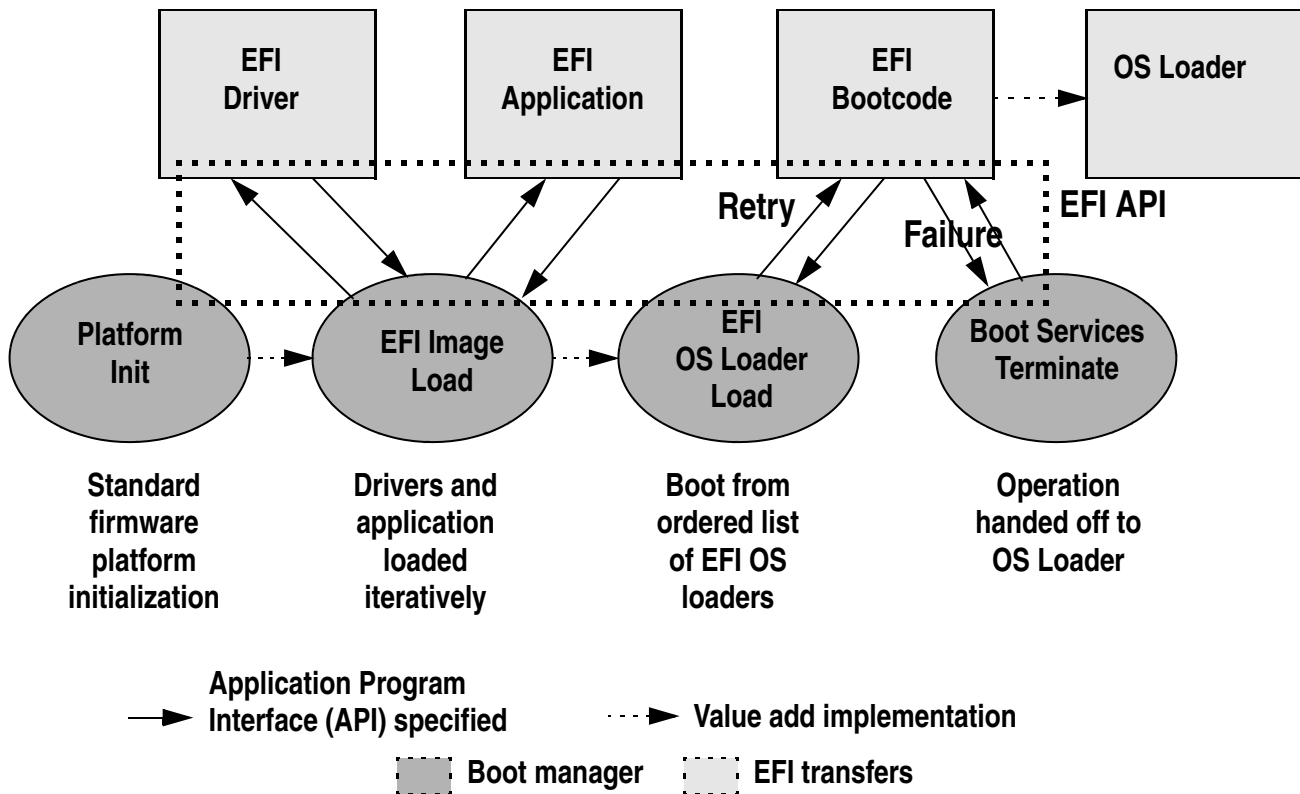 EFI
Driver
EFI
Application
EFI
Bootcode
OS Loader
Retry
Failure
EFI API
Platform
Init
EFI Image
Load
EFI
OS Loader
Load
Boot Services
Terminate
Standard
firmware
platform
initialization
Drivers and
application
loaded
iteratively
Boot from
ordered list
of EFI OS
loaders
Operation
handed off to
OS Loader
Application Program
Interface (API) specified
Value add implementation
Boot manager
EFI transfers